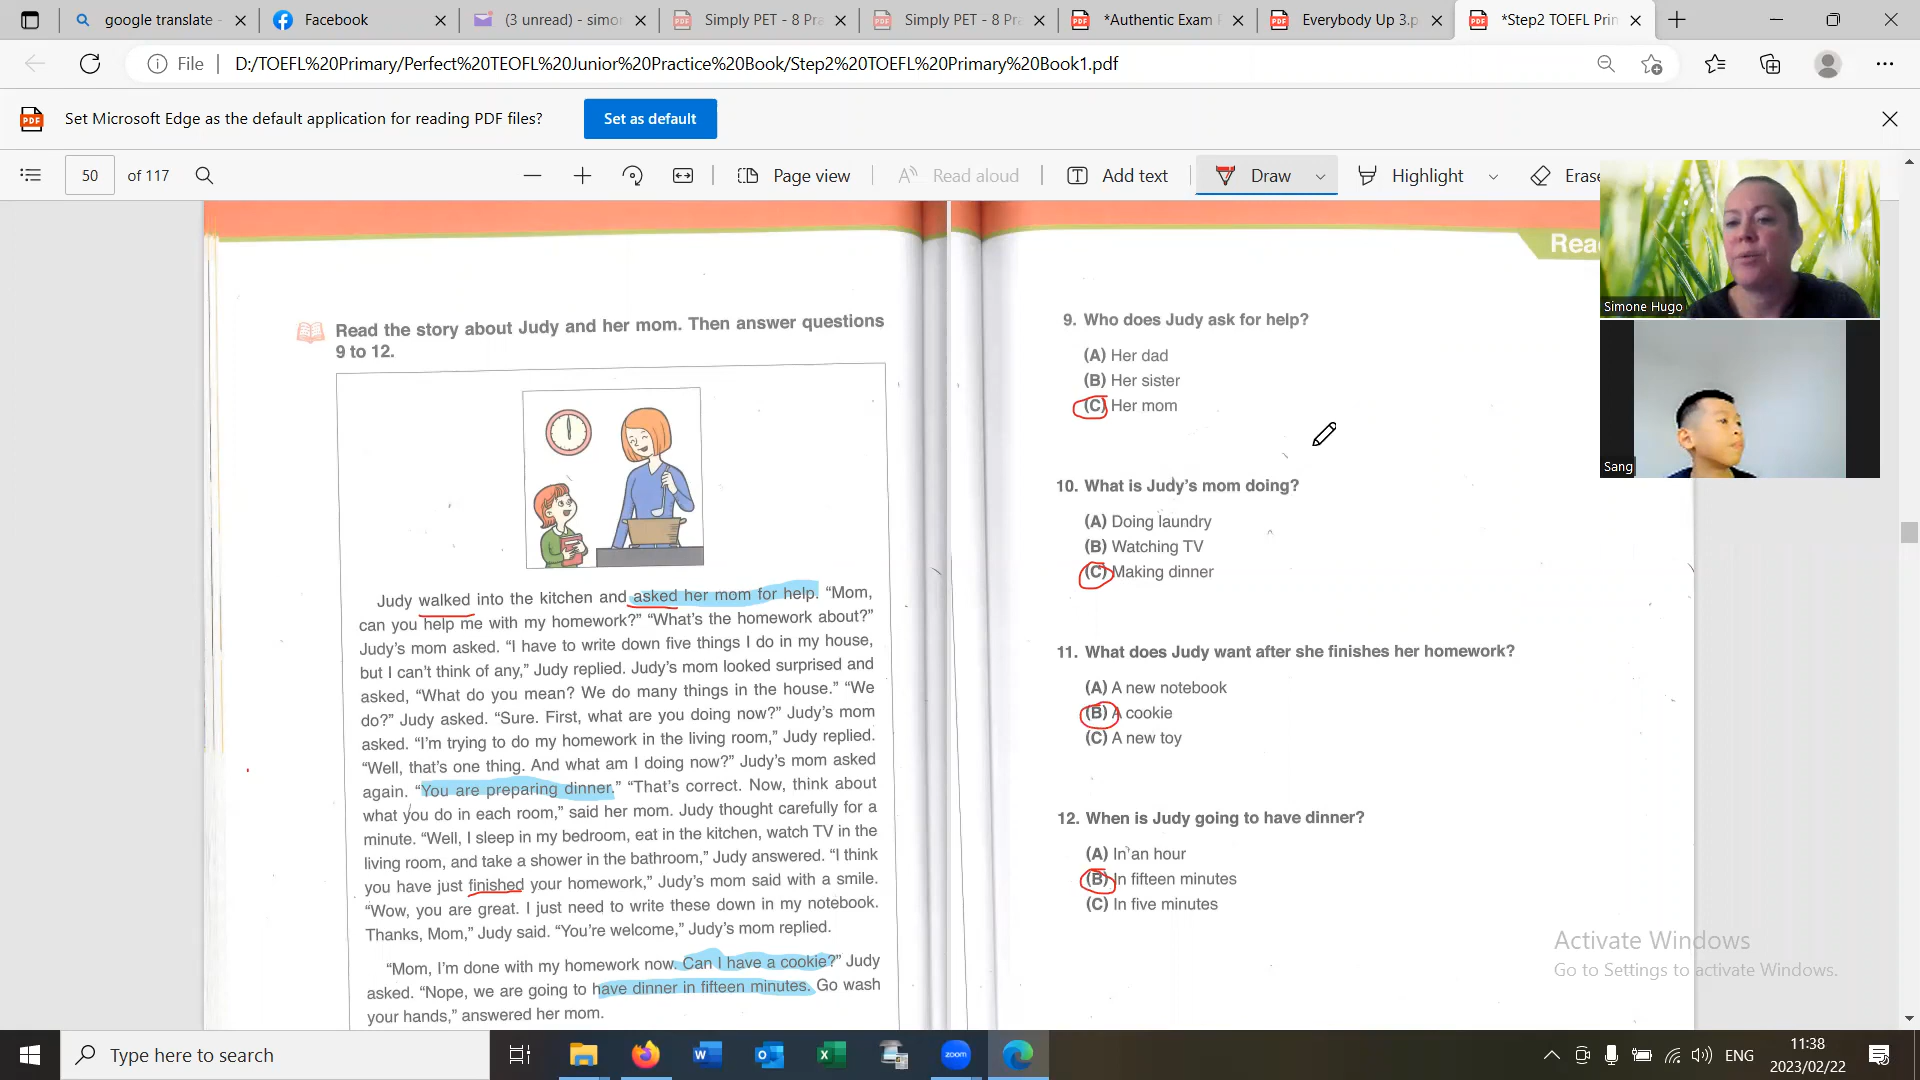 google translate -
Facebook
(3 unread) - simo
Simply PET - 8 Pra
Simply PET - 8 Pra
*Authentic Exam
Everybody Up 3.p
*Step2 TOEFL Prin
File
D:/TOEFL%20Primary/Perfect%20TEOFL%20Junior%20Practice%20Book/Step2%20TOEFL%20Primary%20Book1.pdf
Set Microsoft Edge as the default application for reading PDF files?
Set as default
50 of 117
Page view
Read aloud
Add text
Draw
Highlight
Erase
Read the story about Judy and her mom. Then answer questions
9 to 12.
Judy walked into the kitchen and asked her mom for help. “Mom,
can you help me with my homework?” “What’s the homework about?”
Judy’s mom asked. “I have to write down five things I do in my house,
but I can’t think of any,” Judy replied. Judy’s mom looked surprised and
asked, “What do you mean? We do many things in the house.” “We
do?” Judy asked. “Sure. First, what are you doing now?” Judy’s mom
asked. “I’m trying to do my homework in the living room,” Judy replied.
“Well, that’s one thing. And what am I doing now?” Judy’s mom asked
again. “You are preparing dinner.” “That’s correct. Now, think about
what you do in each room,” said her mom. Judy thought carefully for a
minute. “Well, I sleep in my bedroom, eat in the kitchen, watch TV in the
living room, and take a shower in the bathroom,” Judy answered. “I think
you have just finished your homework,” Judy’s mom said with a smile.
“Wow, you are great. I just need to write these down in my notebook.
Thanks, Mom,” Judy said. “You’re welcome,” Judy’s mom replied.
“Mom, I’m done with my homework now. Can I have a cookie?” Judy
asked. “Nope, we are going to have dinner in fifteen minutes. Go wash
your hands,” answered her mom.
Rea
9. Who does Judy ask for help?
(A) Her dad
(B) Her sister
(C) Her mom
10. What is Judy’s mom doing?
(A) Doing laundry
(B) Watching TV
(C) Making dinner
11. What does Judy want after she finishes her homework?
(A) A new notebook
(B) A cookie
(C) A new toy
12. When is Judy going to have dinner?
(A) In an hour
(B) In fifteen minutes
(C) In five minutes
Simone Hugo
Sang
Activate Windows
Go to Settings to activate Windows.
Type here to search
zoom
ENG
11:38
2023/02/22